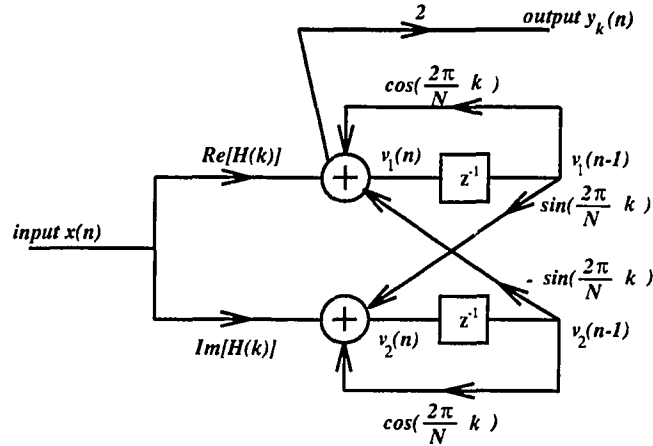 2
output y_k(n)
cos(2π/N k)
Re[H(k)]
+
v_1(n)
z^-1
v_1(n-1)
sin(2π/N k)
input x(n)
- sin(2π/N k)
+
z^-1
Im[H(k)]
v_2(n)
v_2(n-1)
cos(2π/N k)